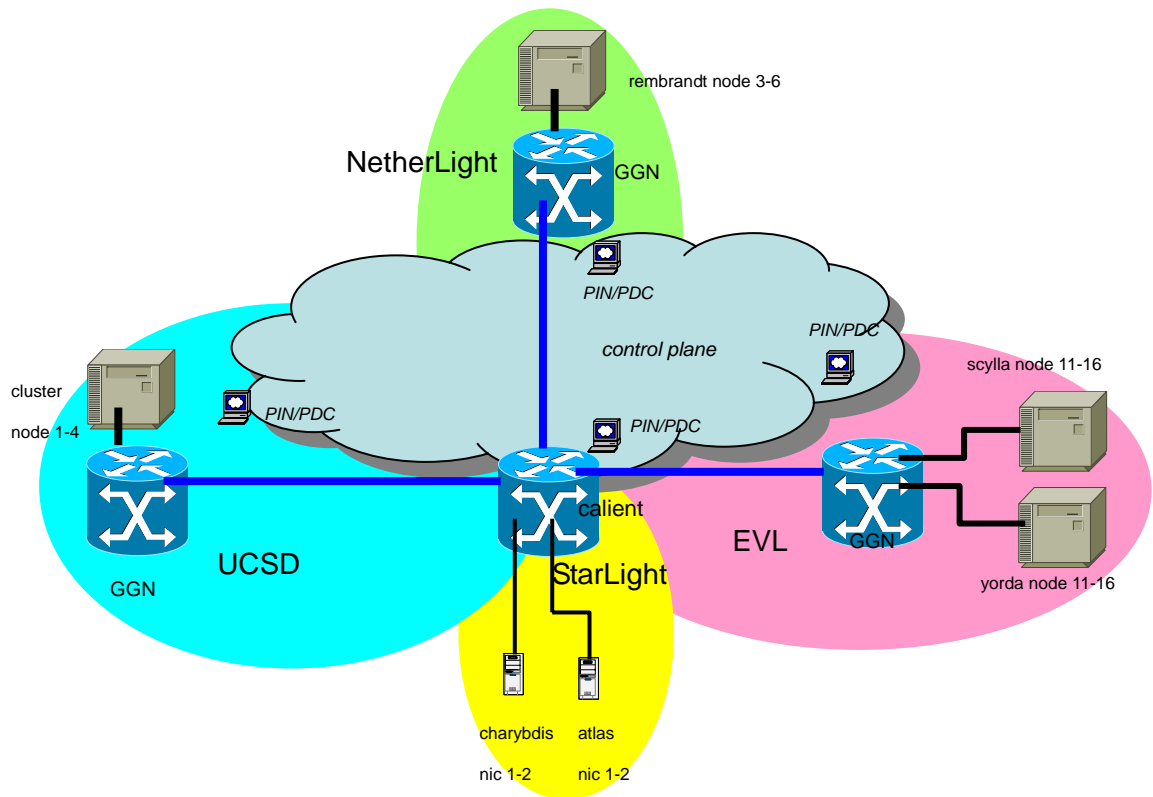 rembrandt node 3-6
NetherLight
GGN
PIN/PDC
PIN/PDC
control plane
scylla node 11-16
cluster
node 1-4
PIN/PDC
PIN/PDC
calient
EVL
GGN
UCSD
StarLight
GGN
yorda node 11-16
charybdis
nic 1-2
atlas
nic 1-2